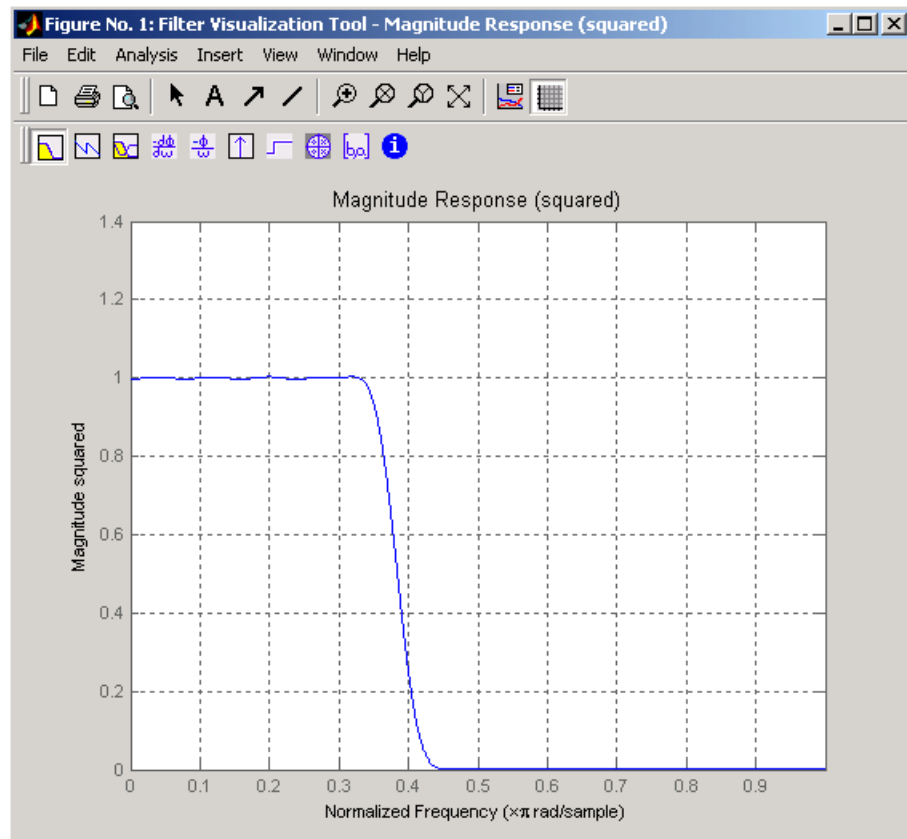 Figure No. 1: Filter Visualization Tool - Magnitude Response (squared)
File Edit Analysis Insert View Window Help
A
[b,a] i
Magnitude Response (squared)
1.4
1.2
1
0.8
0.6
0.4
0.2
0
Magnitude squared
0 0.1 0.2 0.3 0.4 0.5 0.6 0.7 0.8 0.9
Normalized Frequency (×π rad/sample)